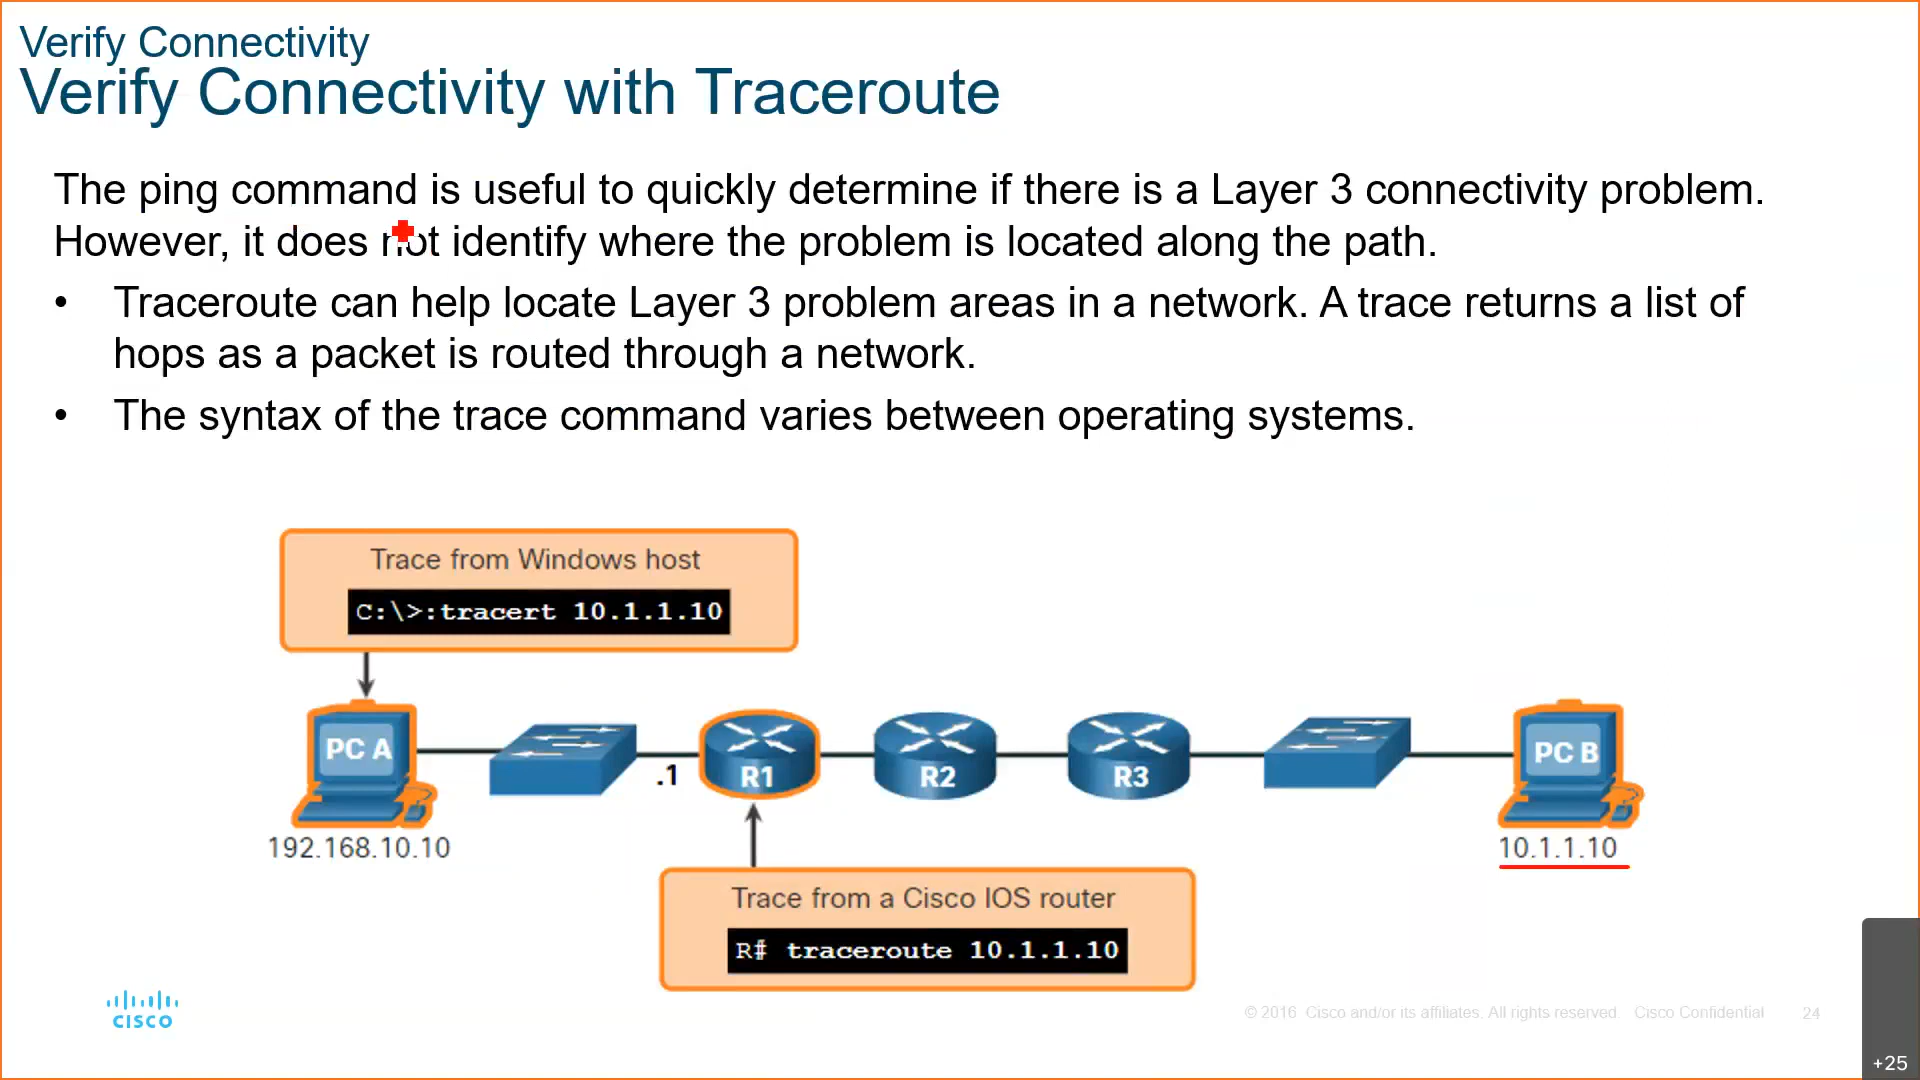 Verify Connectivity
Verify Connectivity with Traceroute
The ping command is useful to quickly determine if there is a Layer 3 connectivity problem.
However, it does not identify where the problem is located along the path.
• Traceroute can help locate Layer 3 problem areas in a network. A trace returns a list of
hops as a packet is routed through a network.
• The syntax of the trace command varies between operating systems.
Trace from Windows host
C:\>:tracert 10.1.1.10
PC A
.1
R1
R2
R3
PC B
192.168.10.10
10.1.1.10
Trace from a Cisco IOS router
R# traceroute 10.1.1.10
CISCO
© 2016 Cisco and/or its affiliates. All rights reserved. Cisco Confidential
24
+25